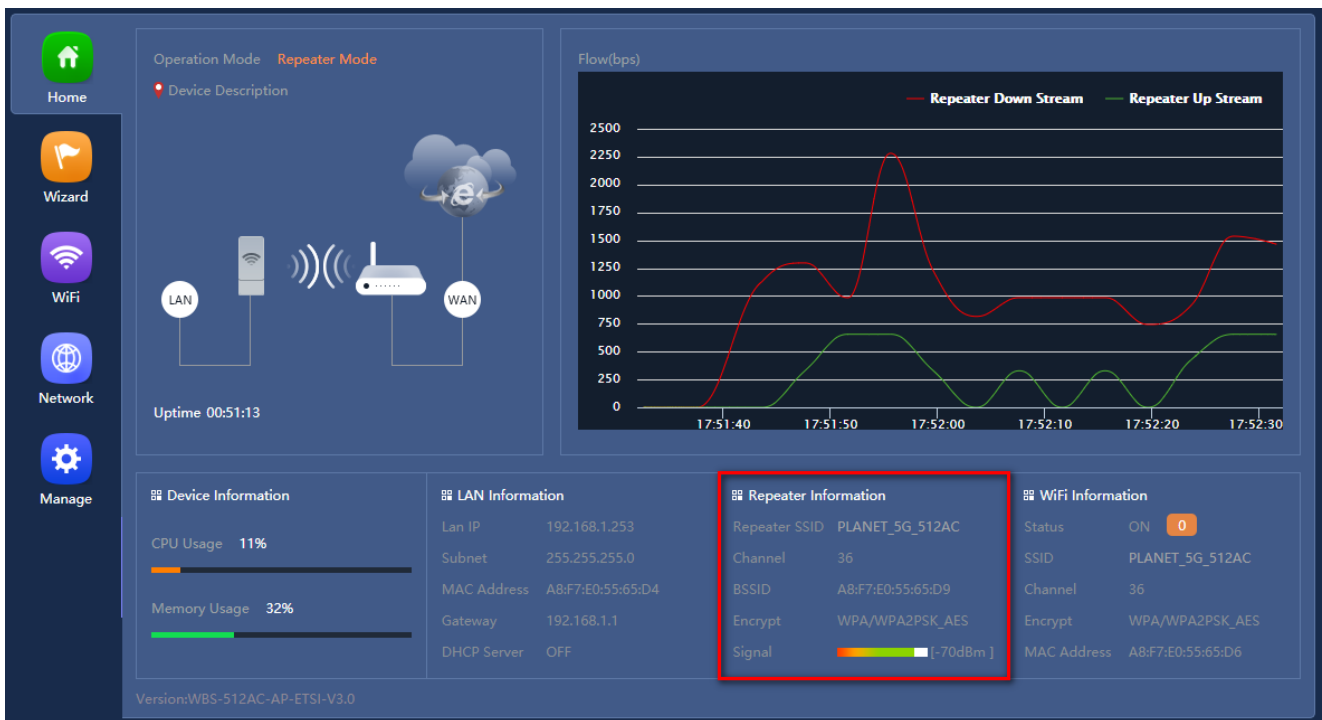 Home
Wizard
WiFi
Network
Manage
Operation Mode Repeater Mode
Device Description
LAN
WAN
Uptime 00:51:13
Flow(bps)
Repeater Down Stream Repeater Up Stream
2500
2250
2000
1750
1500
1250
1000
750
500
250
0
17:51:40 17:51:50 17:52:00 17:52:10 17:52:20 17:52:30
Device Information
CPU Usage 11%
Memory Usage 32%
LAN Information
Lan IP 192.168.1.253
Subnet 255.255.255.0
MAC Address A8:F7:E0:55:65:D4
Gateway 192.168.1.1
DHCP Server OFF
Repeater Information
Repeater SSID PLANET_5G_512AC
Channel 36
BSSID A8:F7:E0:55:65:D9
Encrypt WPA/WPA2PSK_AES
Signal [-70dBm ]
WiFi Information
Status ON 0
SSID PLANET_5G_512AC
Channel 36
Encrypt WPA/WPA2PSK_AES
MAC Address A8:F7:E0:55:65:D6
Version:WBS-512AC-AP-ETSI-V3.0